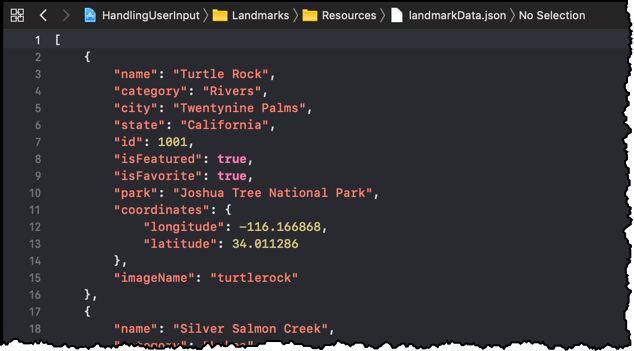 HandlingUserInput 〉 Landmarks 〉 Resources 〉 landmarkData.json 〉 No Selection
1 [
2     {
3         "name": "Turtle Rock",
4         "category": "Rivers",
5         "city": "Twentynine Palms",
6         "state": "California",
7         "id": 1001,
8         "isFeatured": true,
9         "isFavorite": true,
10         "park": "Joshua Tree National Park",
11         "coordinates": {
12             "longitude": -116.166868,
13             "latitude": 34.011286
14         },
15         "imageName": "turtlerock"
16     },
17     {
18         "name": "Silver Salmon Creek",